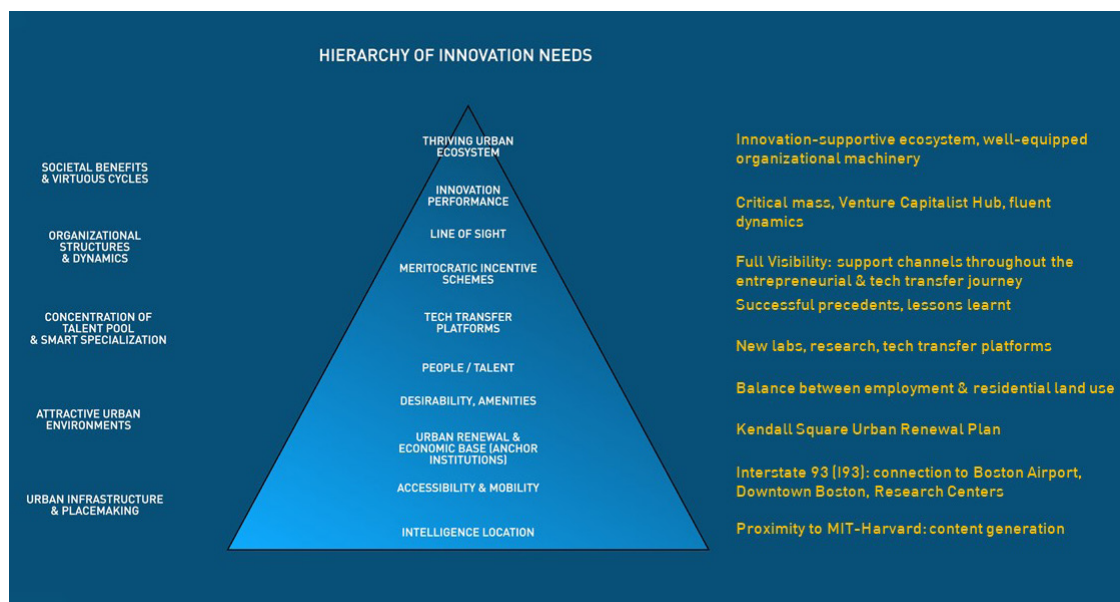 HIERARCHY OF INNOVATION NEEDS
SOCIETAL BENEFITS
& VIRTUOUS CYCLES
ORGANIZATIONAL
STRUCTURES
& DYNAMICS
CONCENTRATION OF
TALENT POOL
& SMART SPECIALIZATION
ATTRACTIVE URBAN
ENVIRONMENTS
URBAN INFRASTRUCTURE
& PLACEMAKING
THRIVING URBAN
ECOSYSTEM
INNOVATION
PERFORMANCE
LINE OF SIGHT
MERITOCRATIC INCENTIVE
SCHEMES
TECH TRANSFER
PLATFORMS
PEOPLE / TALENT
DESIRABILITY, AMENITIES
URBAN RENEWAL &
ECONOMIC BASE (ANCHOR
INSTITUTIONS)
ACCESSIBILITY & MOBILITY
INTELLIGENCE LOCATION
Innovation-supportive ecosystem, well-equipped
organizational machinery
Critical mass, Venture Capitalist Hub, fluent
dynamics
Full Visibility: support channels throughout the
entrepreneurial & tech transfer journey
Successful precedents, lessons learnt
New labs, research, tech transfer platforms
Balance between employment & residential land use
Kendall Square Urban Renewal Plan
Interstate 93 (I93): connection to Boston Airport,
Downtown Boston, Research Centers
Proximity to MIT-Harvard: content generation